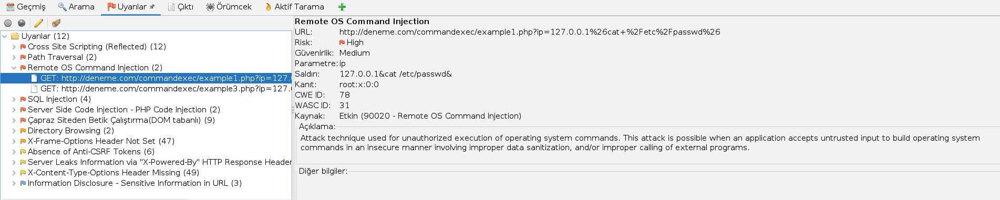 Geçmiş Arama Uyarılar Çıktı Örümcek Aktif Tarama
Uyarılar (12)
Cross Site Scripting (Reflected) (12)
Path Traversal (2)
Remote OS Command Injection (2)
GET: http://deneme.com/commandexec/example1.php?ip=127.
GET: http://deneme.com/commandexec/example3.php?ip=127.
SQL Injection (4)
Server Side Code Injection - PHP Code Injection (2)
Çapraz Siteden Betik Çalıştırma(DOM tabanlı) (9)
Directory Browsing (2)
X-Frame-Options Header Not Set (47)
Absence of Anti-CSRF Tokens (6)
Server Leaks Information via "X-Powered-By" HTTP Response Header
X-Content-Type-Options Header Missing (49)
Information Disclosure - Sensitive Information in URL (3)
Remote OS Command Injection
URL: http://deneme.com/commandexec/example1.php?ip=127.0.0.1%26cat+%2Fetc%2Fpasswd%26
Risk: High
Güvenirlik: Medium
Parametre: ip
Saldırı: 127.0.0.1&cat /etc/passwd&
Kanıt: root:x:0:0
CWE ID: 78
WASC ID: 31
Kaynak: Etkin (90020 - Remote OS Command Injection)
Açıklama:
Attack technique used for unauthorized execution of operating system commands. This attack is possible when an application accepts untrusted input to build operating system
commands in an insecure manner involving improper data sanitization, and/or improper calling of external programs.
Diğer bilgiler: